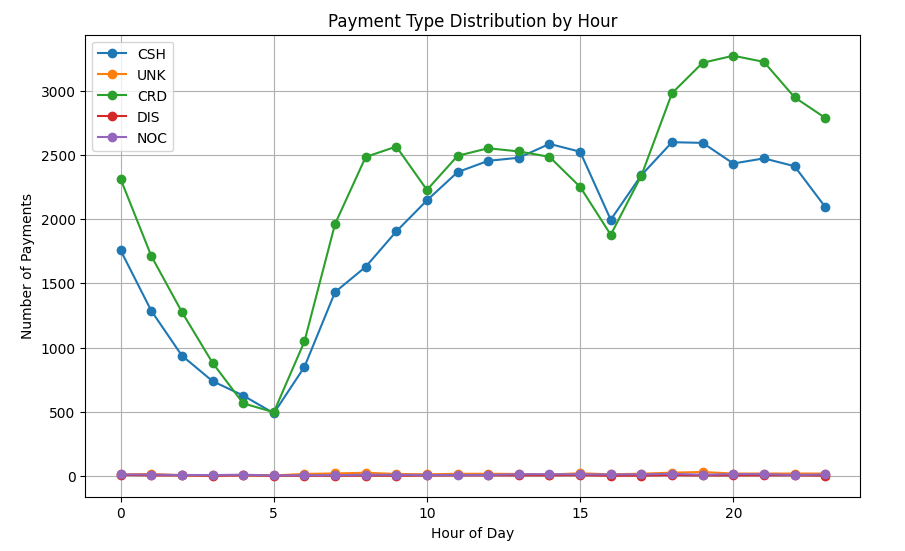 Payment Type Distribution by Hour
CSH
UNK
CRD
DIS
NOC
Number of Payments
3000
2500
2000
1500
1000
500
0
0 5 10 15 20
Hour of Day